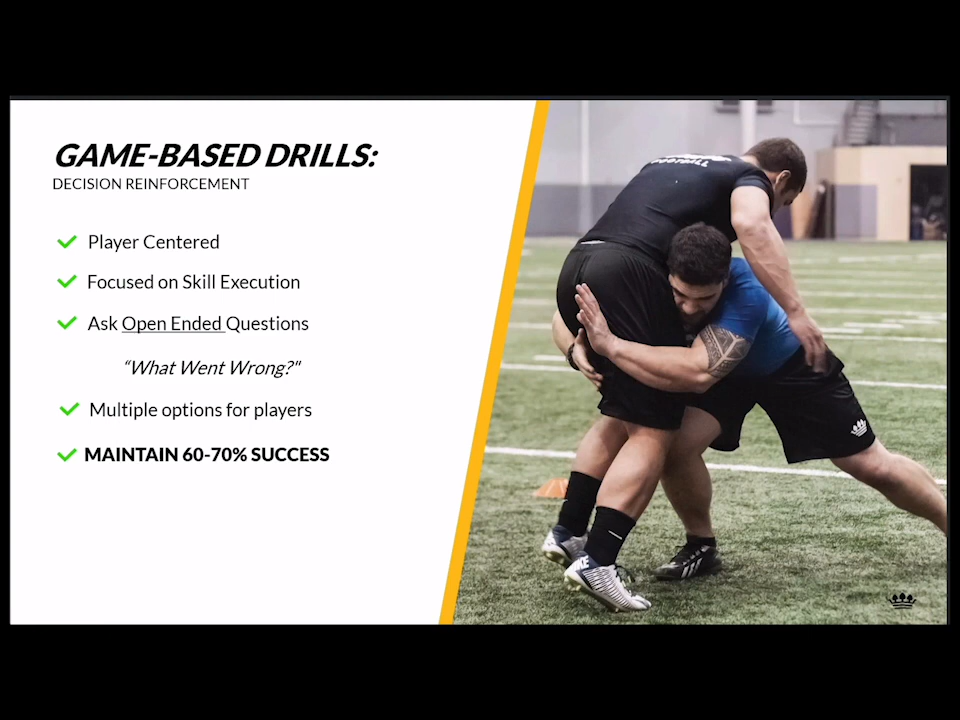 GAME-BASED DRILLS:
DECISION REINFORCEMENT
Player Centered
Focused on Skill Execution
Ask Open Ended Questions
“What Went Wrong?"
Multiple options for players
MAINTAIN 60-70% SUCCESS